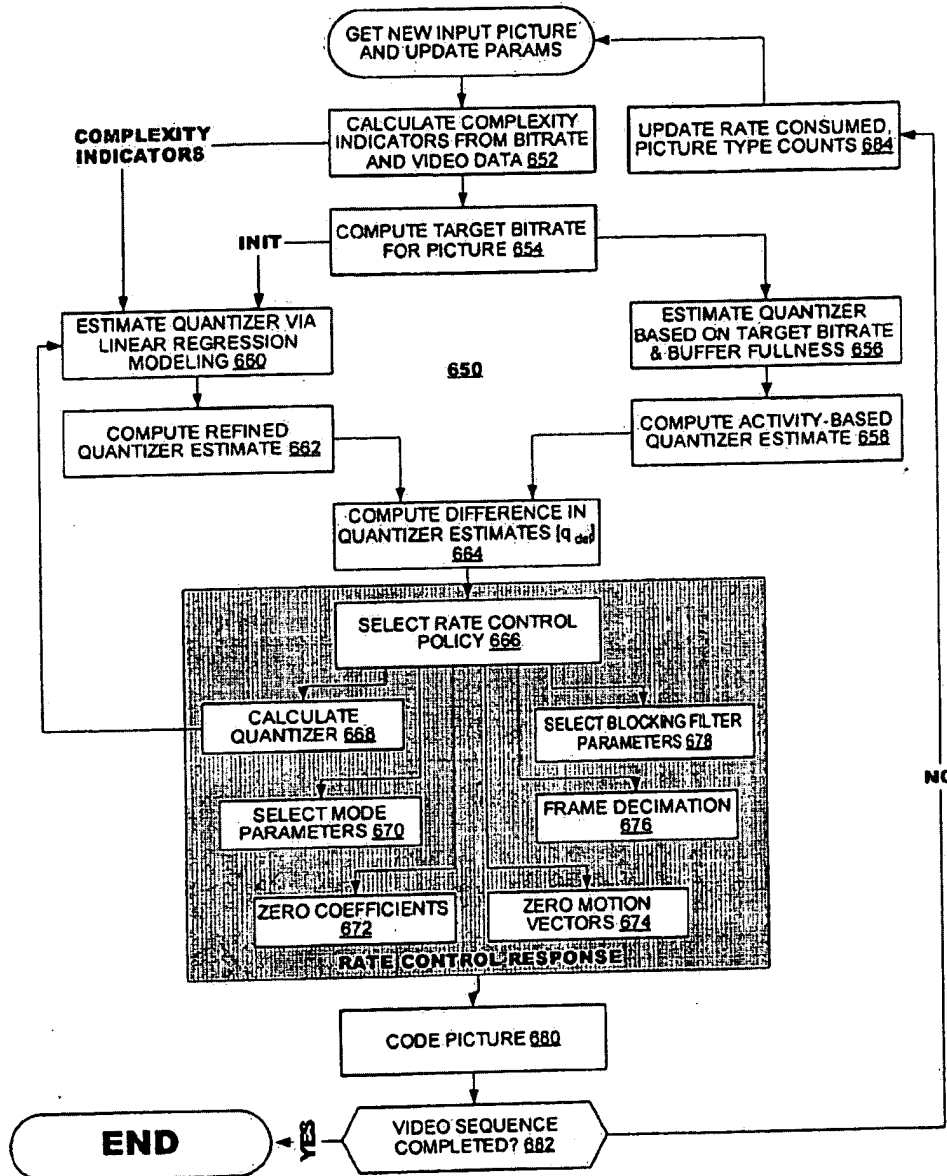 GET NEW INPUT PICTURE
AND UPDATE PARAMS
COMPLEXITY
INDICATORS
CALCULATE COMPLEXITY
INDICATORS FROM BITRATE
AND VIDEO DATA 652
UPDATE RATE CONSUMED,
PICTURE TYPE COUNTS 684
INIT
COMPUTE TARGET BITRATE
FOR PICTURE 654
ESTIMATE QUANTIZER VIA
LINEAR REGRESSION
MODELING 660
ESTIMATE QUANTIZER
BASED ON TARGET BITRATE
& BUFFER FULLNESS 656
650
COMPUTE REFINED
QUANTIZER ESTIMATE 662
COMPUTE ACTIVITY-BASED
QUANTIZER ESTIMATE 658
COMPUTE DIFFERENCE IN
QUANTIZER ESTIMATES [q
664
SELECT RATE CONTROL
POLICY 666
CALCULATE
QUANTIZER 668
SELECT BLOCKING FILTER
PARAMETERS 678
NO
SELECT MODE
PARAMETERS 670
FRAME DECIMATION
676
ZERO COEFFICIENTS
672
ZERO MOTION
VECTORS 674
RATE CONTROL RESPONSE
CODE PICTURE 680
END
YES
VIDEO SEQUENCE
COMPLETED? 682